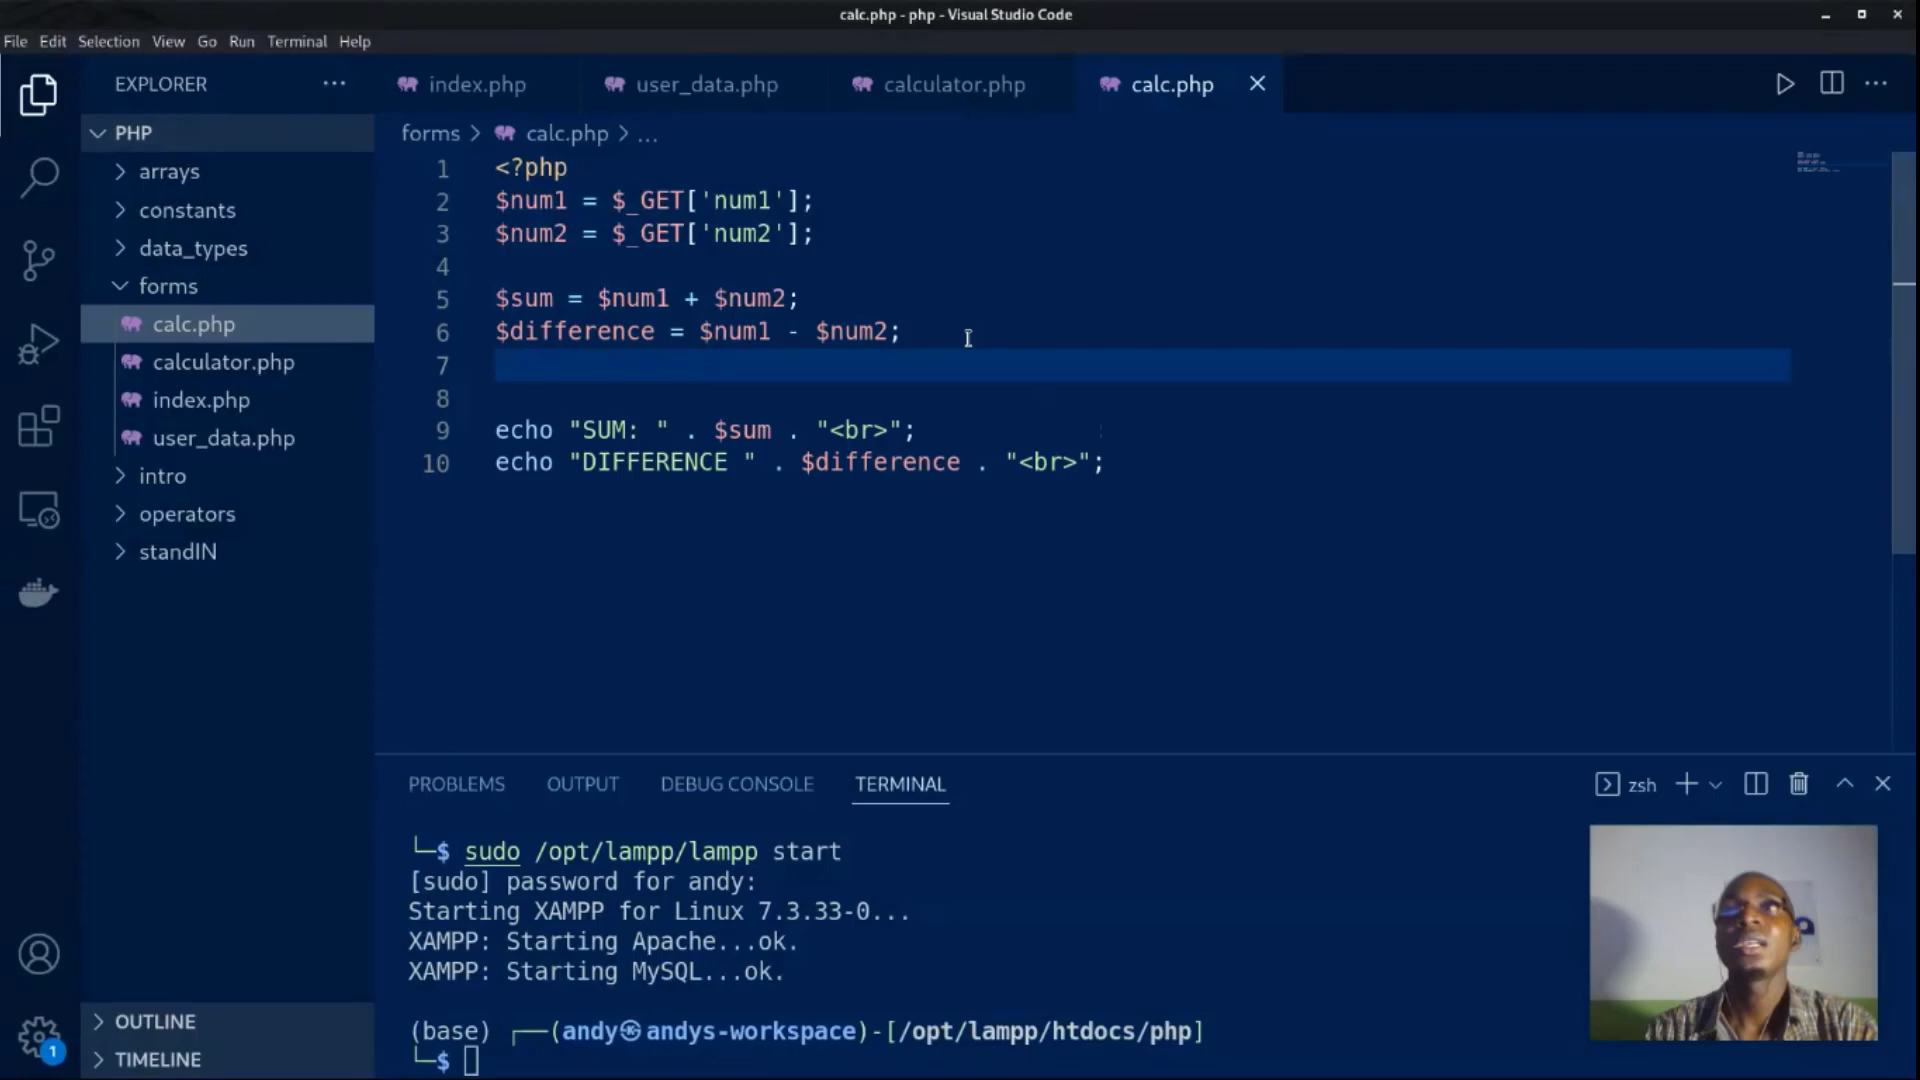 calc.php - php - Visual Studio Code
File Edit Selection View Go Run Terminal Help
EXPLORER
index.php user_data.php calculator.php calc.php
PHP
arrays
constants
data_types
forms
calc.php
calculator.php
index.php
user_data.php
intro
operators
standIN
OUTLINE
TIMELINE
1
forms > calc.php > ...
1 <?php
2 $num1 = $_GET['num1'];
3 $num2 = $_GET['num2'];
4
5 $sum = $num1 + $num2;
6 $difference = $num1 - $num2;
7
8
9 echo "SUM: " . $sum . "<br>";
10 echo "DIFFERENCE " . $difference . "<br>";
PROBLEMS OUTPUT DEBUG CONSOLE TERMINAL
zsh
└─$ sudo /opt/lampp/lampp start
[sudo] password for andy:
Starting XAMPP for Linux 7.3.33-0...
XAMPP: Starting Apache...ok.
XAMPP: Starting MySQL...ok.
(base) ┌──(andy㉿andys-workspace)-[/opt/lampp/htdocs/php]
└─$